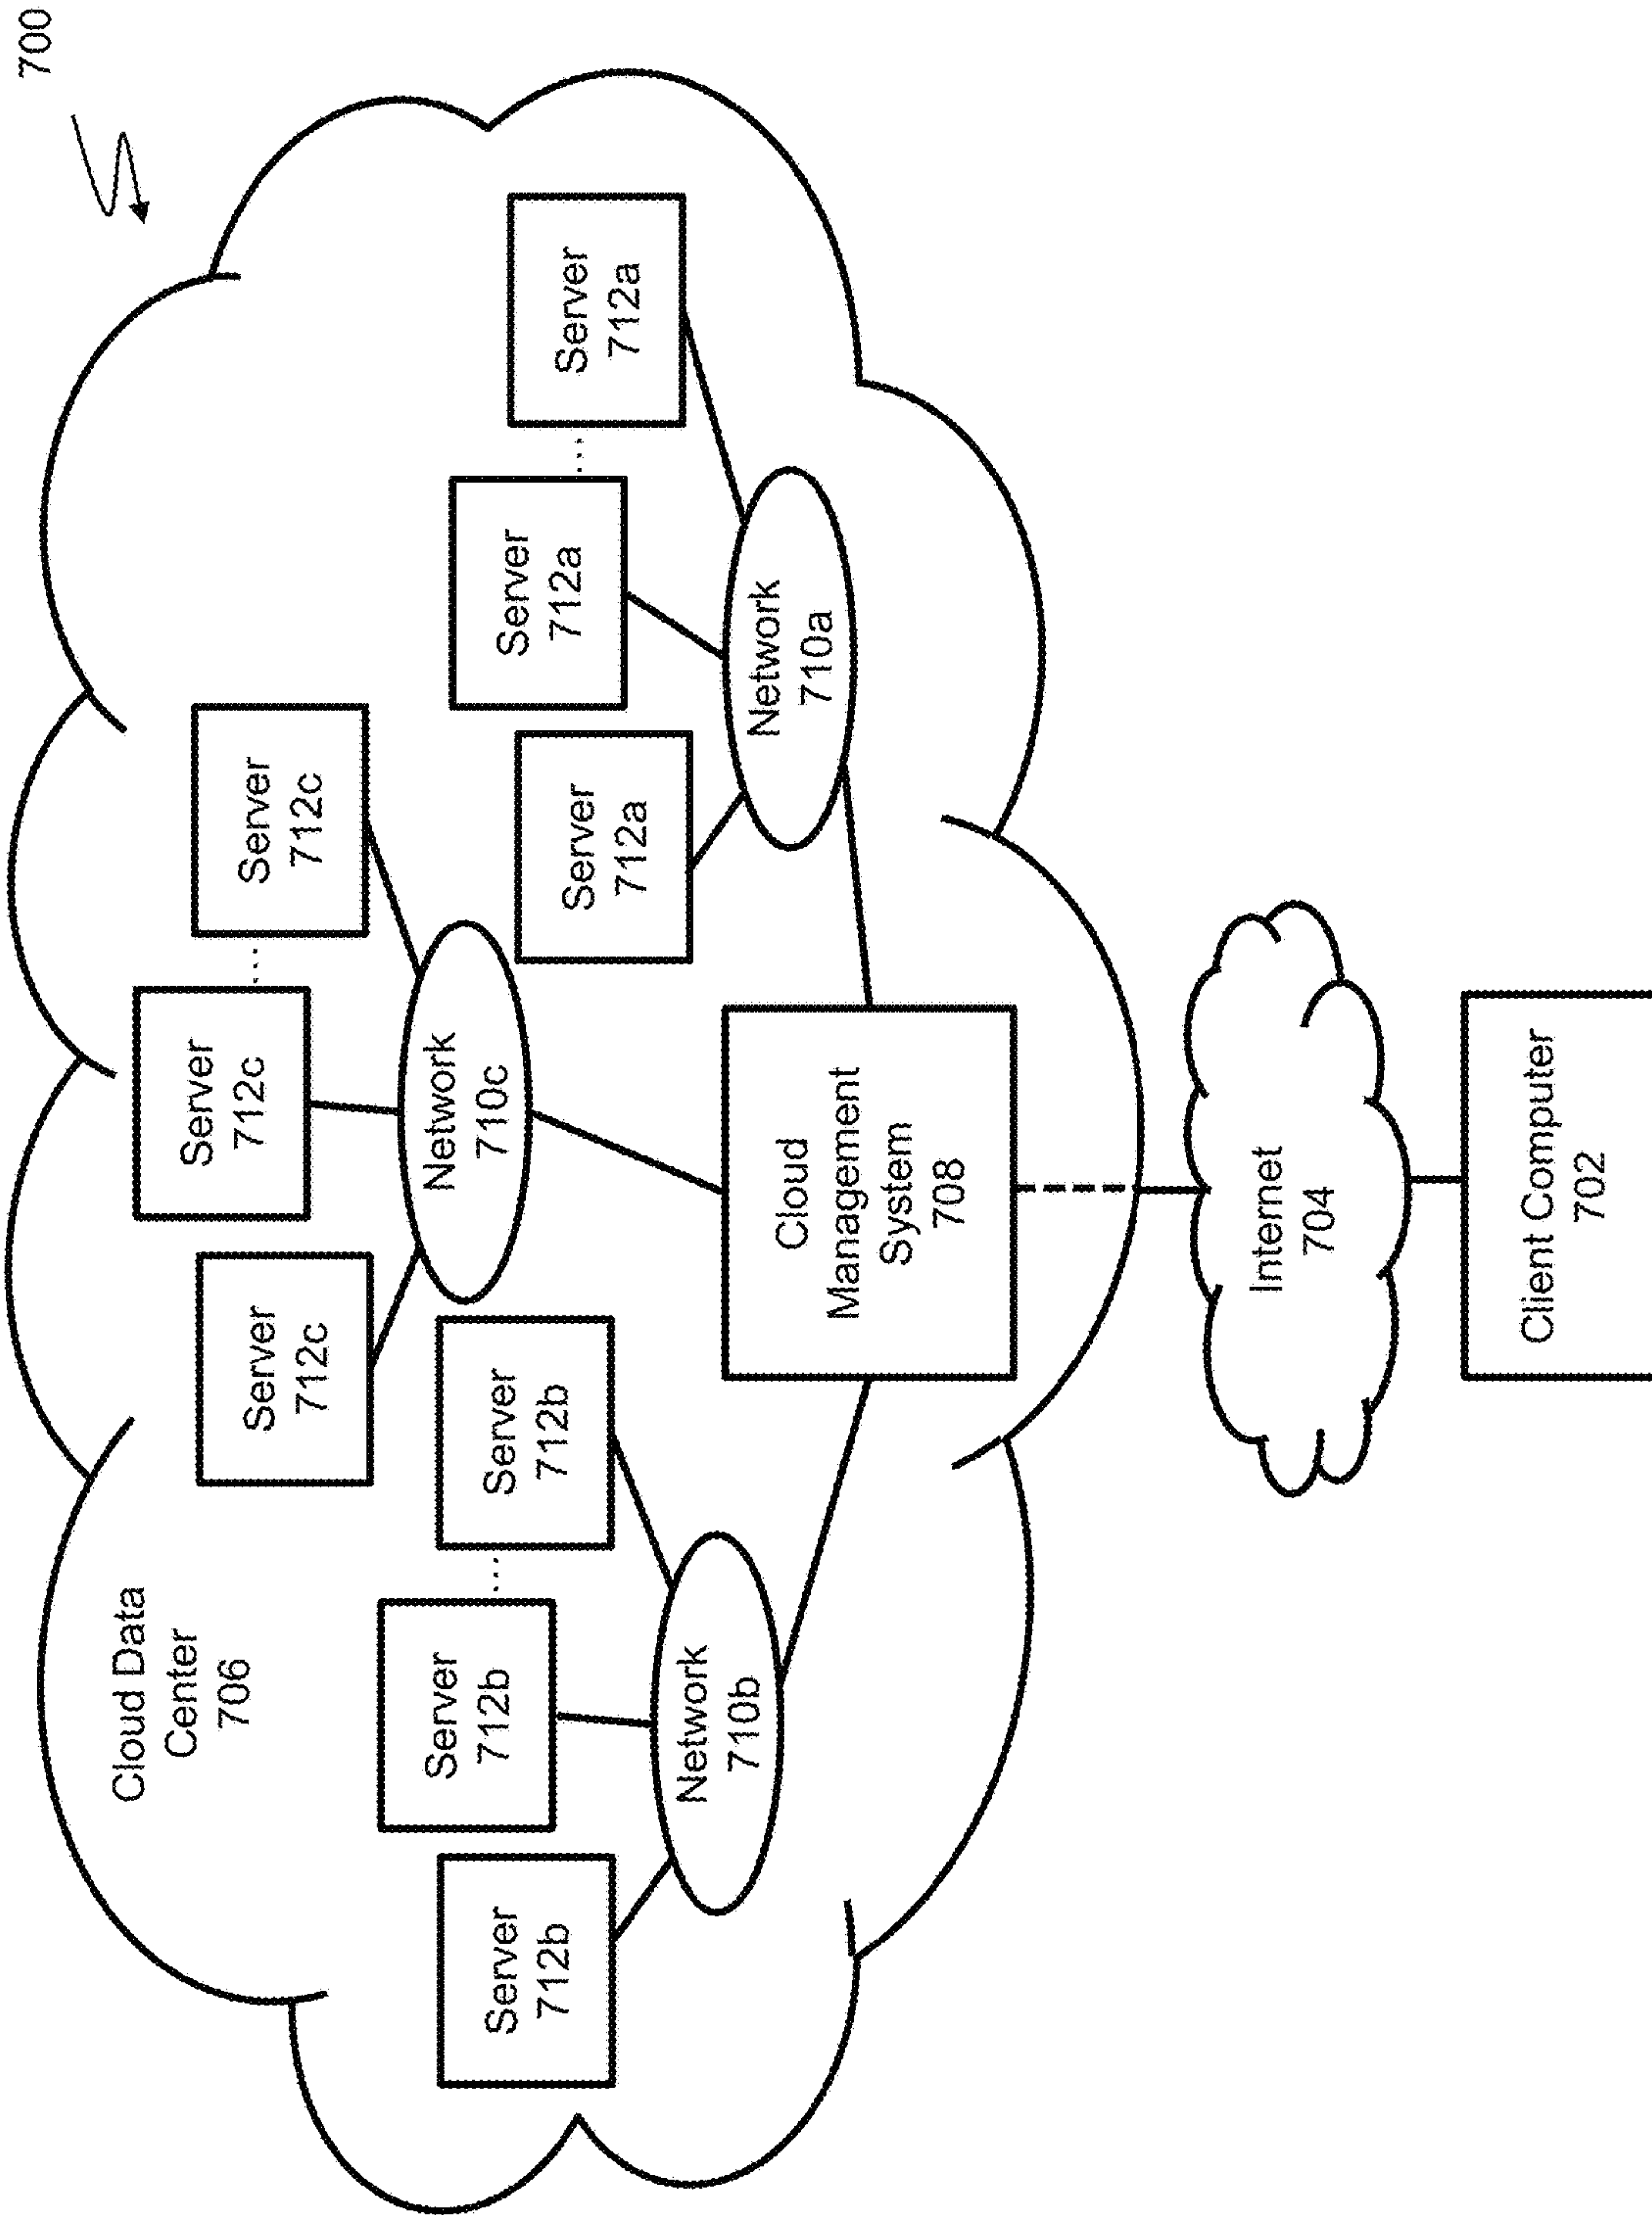 700
Cloud Data
Center
706
Server
712c
Server
712c
...
Server
712c
Network
710c
Server
712b
Server
712b
...
Server
712b
Network
710b
Server
712a
Server
712a
...
Server
712a
Network
710a
Cloud
Management
System
708
Internet
704
Client Computer
702